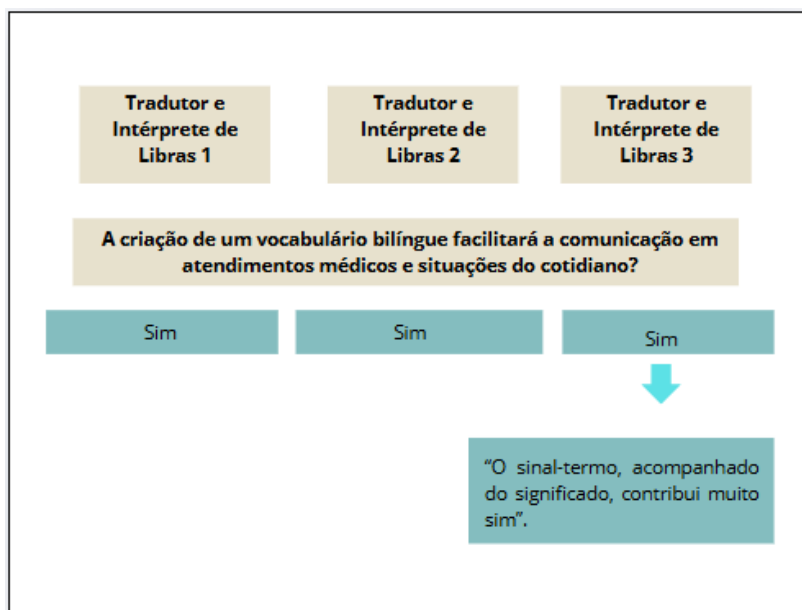 Tradutor e
Intérprete de
Libras 1
Tradutor e
Intérprete de
Libras 2
Tradutor e
Intérprete de
Libras 3
A criação de um vocabulário bilíngue facilitará a comunicação em
atendimentos médicos e situações do cotidiano?
Sim
Sim
Sim
“O sinal-termo, acompanhado
do significado, contribui muito
sim”.